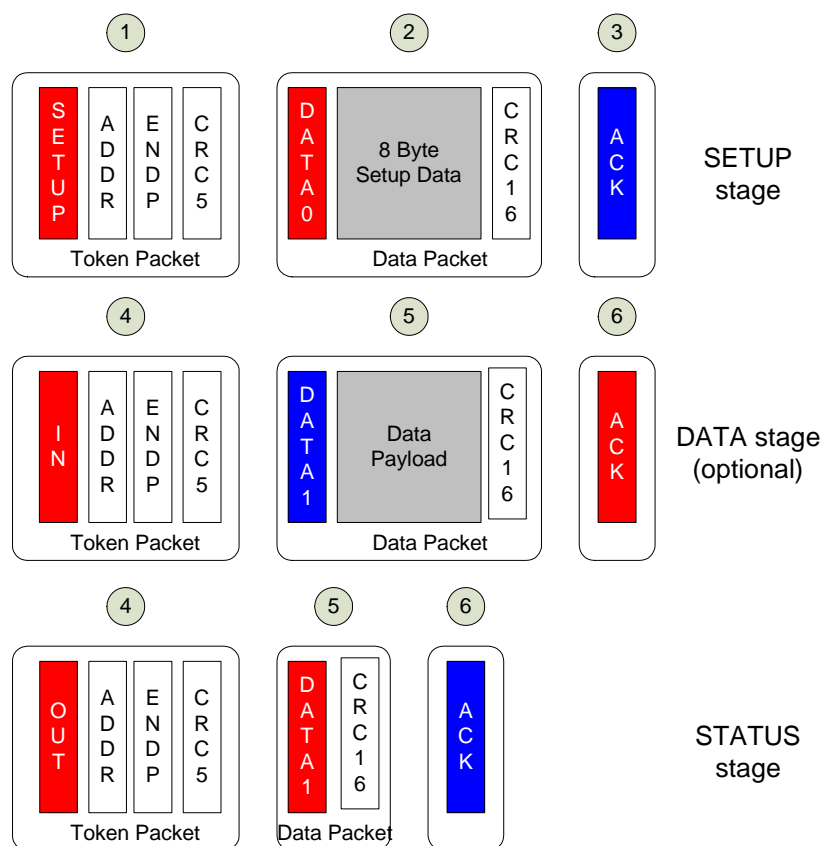 1 2 3
SETUP ADDR ENDP CRC5 DATA0 8 Byte Setup Data CRC16 ACK
Token Packet Data Packet
SETUP
stage
4 5 6
IN ADDR ENDP CRC5 DATA1 Data Payload CRC16 ACK
Token Packet Data Packet
DATA stage
(optional)
4 5 6
OUT ADDR ENDP CRC5 DATA1 CRC16 ACK
Token Packet Data Packet
STATUS
stage